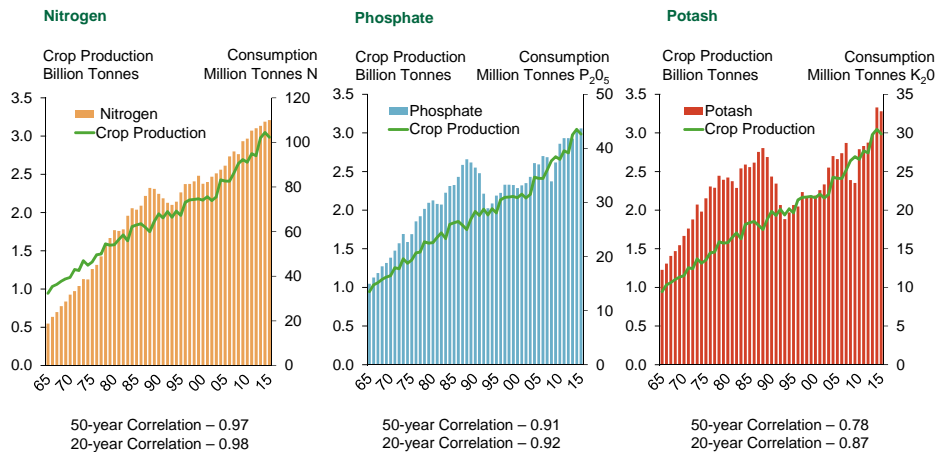 Nitrogen
Crop Production
Billion Tonnes
Consumption
Million Tonnes N
3.5
3.0
2.5
2.0
1.5
1.0
0.5
0.0
120
100
80
60
40
20
0
Nitrogen
Crop Production
65 70 75 80 85 90 95 00 05 10 15
50-year Correlation – 0.97
20-year Correlation – 0.98
Phosphate
Crop Production
Billion Tonnes
Consumption
Million Tonnes P₂0₅
3.5
3.0
2.5
2.0
1.5
1.0
0.5
0.0
50
40
30
20
10
0
Phosphate
Crop Production
65 70 75 80 85 90 95 00 05 10 15
50-year Correlation – 0.91
20-year Correlation – 0.92
Potash
Crop Production
Billion Tonnes
Consumption
Million Tonnes K₂0
3.5
3.0
2.5
2.0
1.5
1.0
0.5
0.0
35
30
25
20
15
10
5
0
Potash
Crop Production
65 70 75 80 85 90 95 00 05 10 15
50-year Correlation – 0.78
20-year Correlation – 0.87